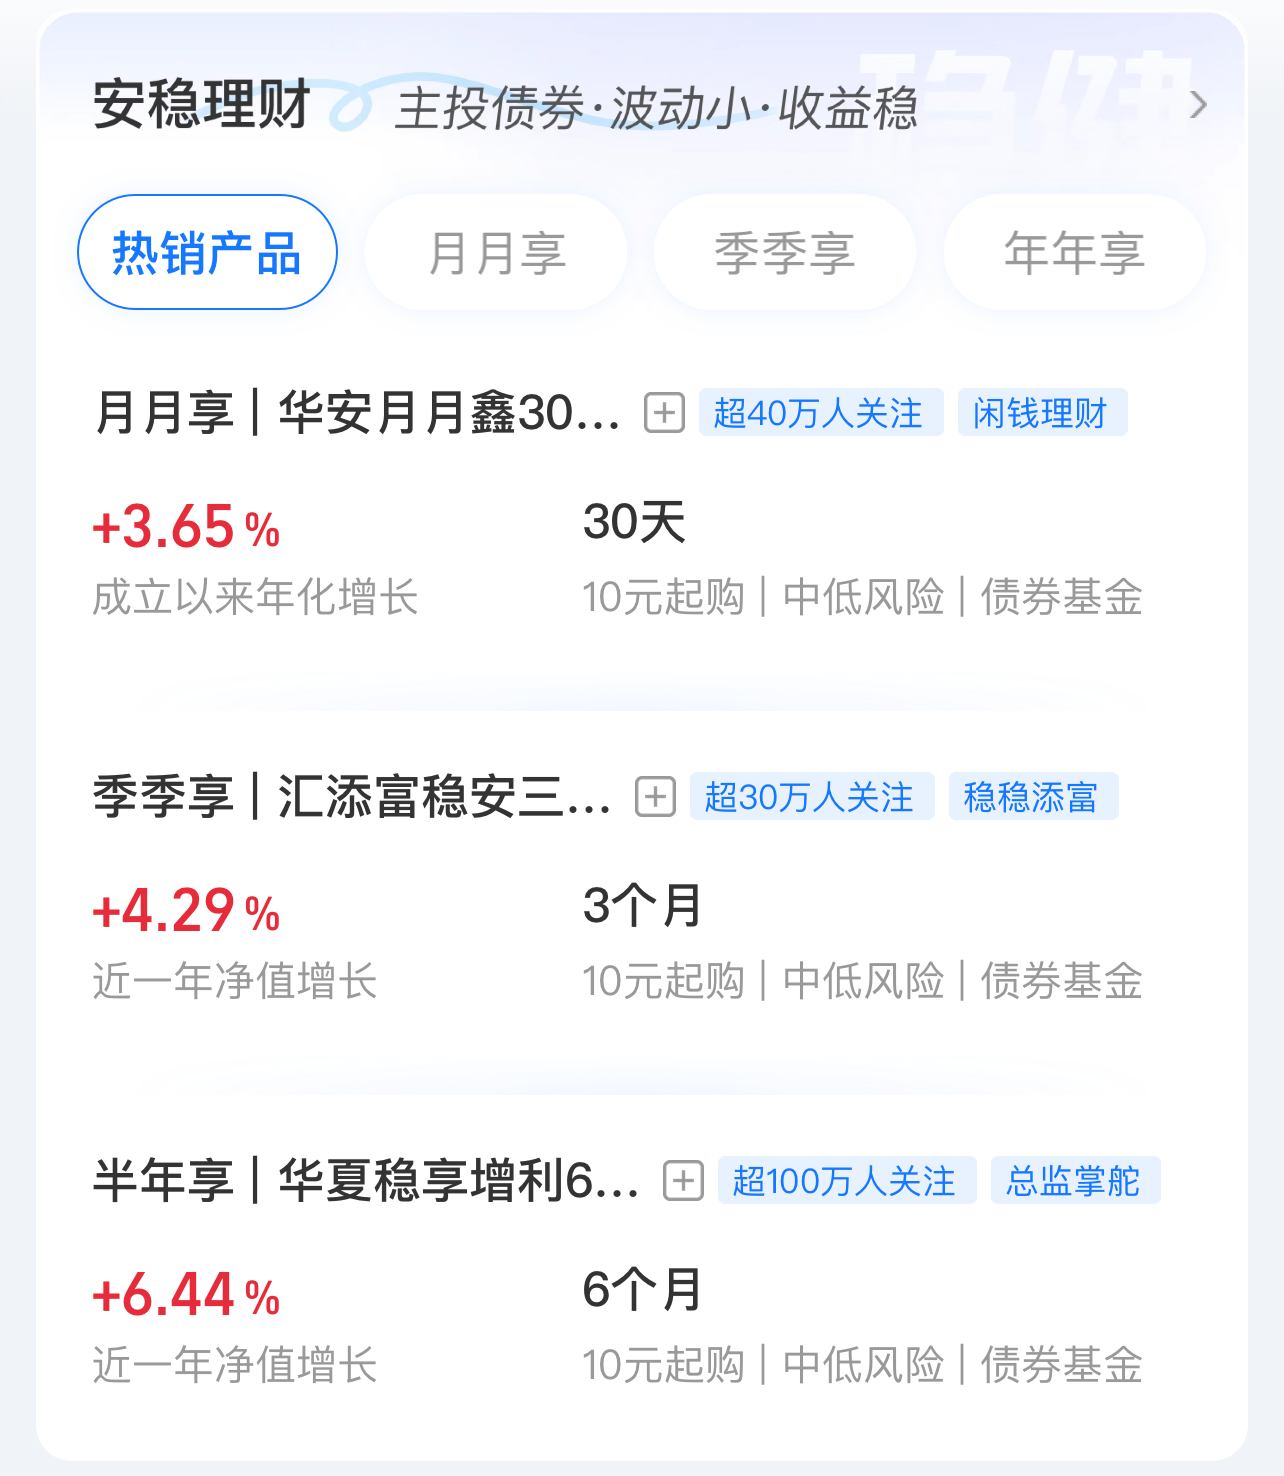 安稳理财 主投债券·波动小·收益稳
稳健
热销产品 月月享 季季享 年年享
月月享 | 华安月月鑫30... 超40万人关注 闲钱理财
+3.65% 30天
成立以来年化增长 10元起购 | 中低风险 | 债券基金
季季享 | 汇添富稳安三... 超30万人关注 稳稳添富
+4.29% 3个月
近一年净值增长 10元起购 | 中低风险 | 债券基金
半年享 | 华夏稳享增利6... 超100万人关注 总监掌舵
+6.44% 6个月
近一年净值增长 10元起购 | 中低风险 | 债券基金